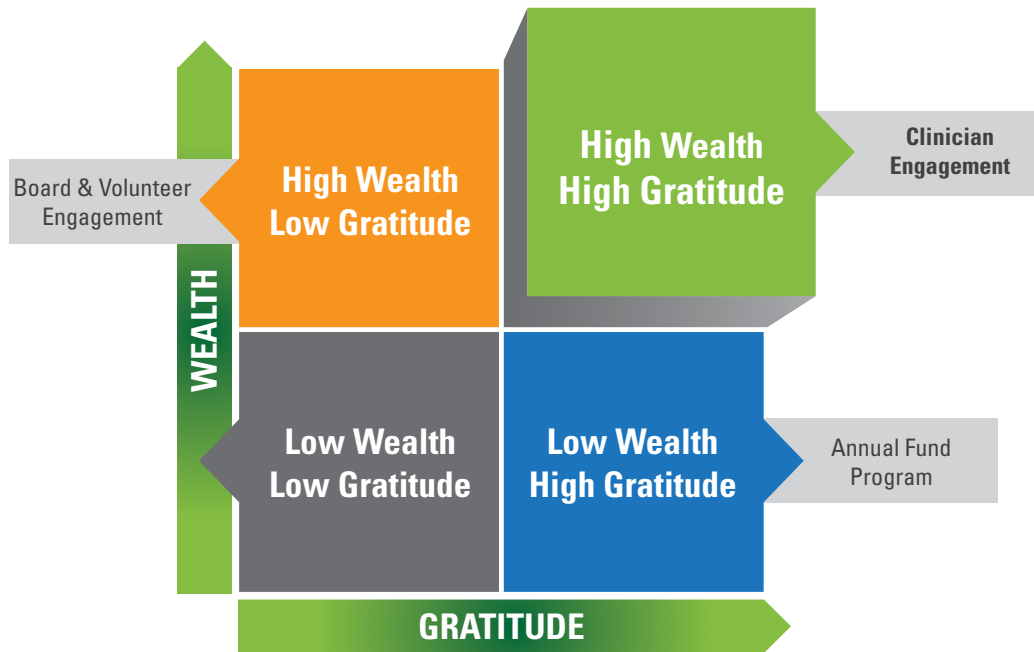 High Wealth
Low Gratitude
High Wealth
High Gratitude
Clinician
Engagement
Board & Volunteer
Engagement
WEALTH
Low Wealth
Low Gratitude
Low Wealth
High Gratitude
Annual Fund
Program
GRATITUDE